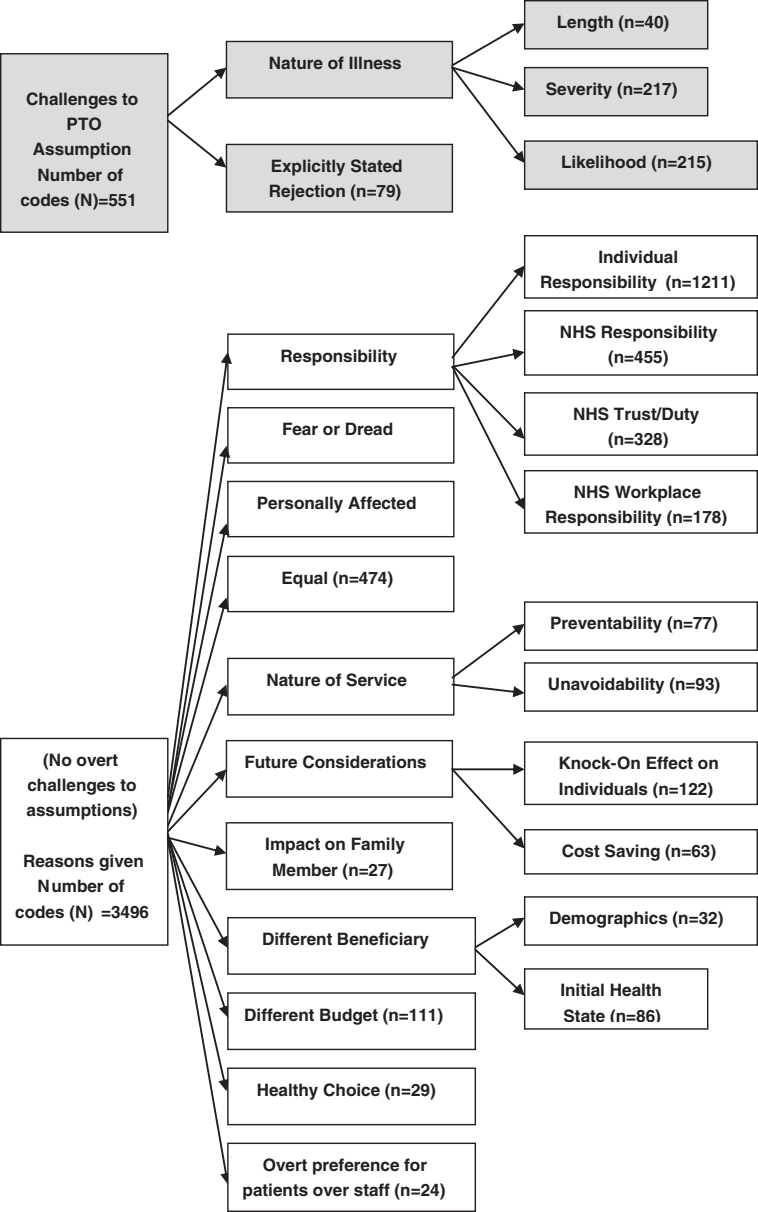 Challenges to
PTO
Assumption
Number of
codes (N)=551
Nature of Illness
Explicitly Stated
Rejection (n=79)
Length (n=40)
Severity (n=217)
Likelihood (n=215)
(No overt
challenges to
assumptions)
Reasons given
Number of
codes (N) =3496
Responsibility
Individual
Responsibility (n=1211)
NHS Responsibility
(n=455)
NHS Trust/Duty
(n=328)
NHS Workplace
Responsibility (n=178)
Fear or Dread
Personally Affected
Equal (n=474)
Nature of Service
Preventability (n=77)
Unavoidability (n=93)
Future Considerations
Knock-On Effect on
Individuals (n=122)
Cost Saving (n=63)
Impact on Family
Member (n=27)
Different Beneficiary
Demographics (n=32)
Initial Health
State (n=86)
Different Budget (n=111)
Healthy Choice (n=29)
Overt preference for
patients over staff (n=24)